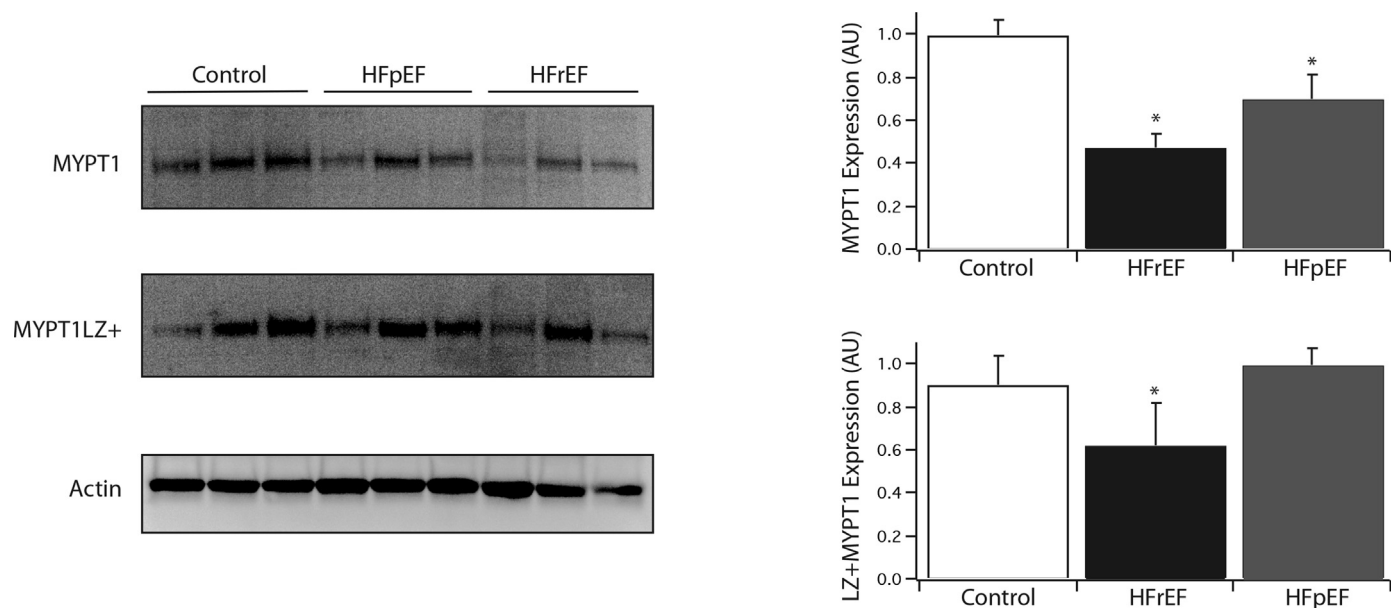 Control HFpEF HFrEF
MYPT1
MYPT1LZ+
Actin
MYPT1 Expression (AU)
1.0
0.8
0.6
0.4
0.2
0.0
* *
Control HFrEF HFpEF
LZ+MYPT1 Expression (AU)
1.0
0.8
0.6
0.4
0.2
0.0
*
Control HFrEF HFpEF